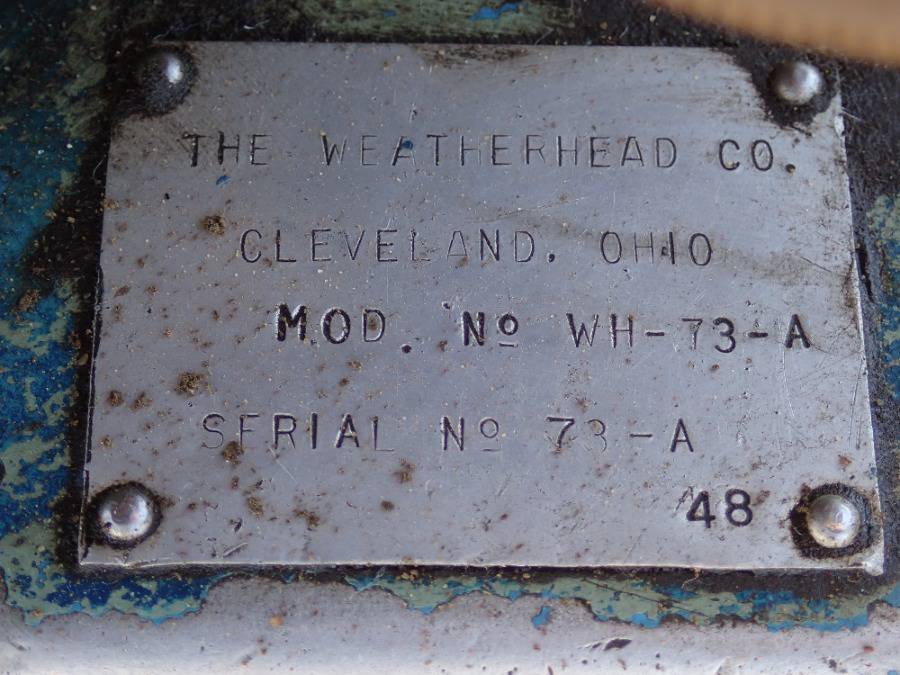 THE WEATHERHEAD CO.
CLEVELAND, OHIO
MOD. Nº WH-73-A
SERIAL Nº 73-A
48